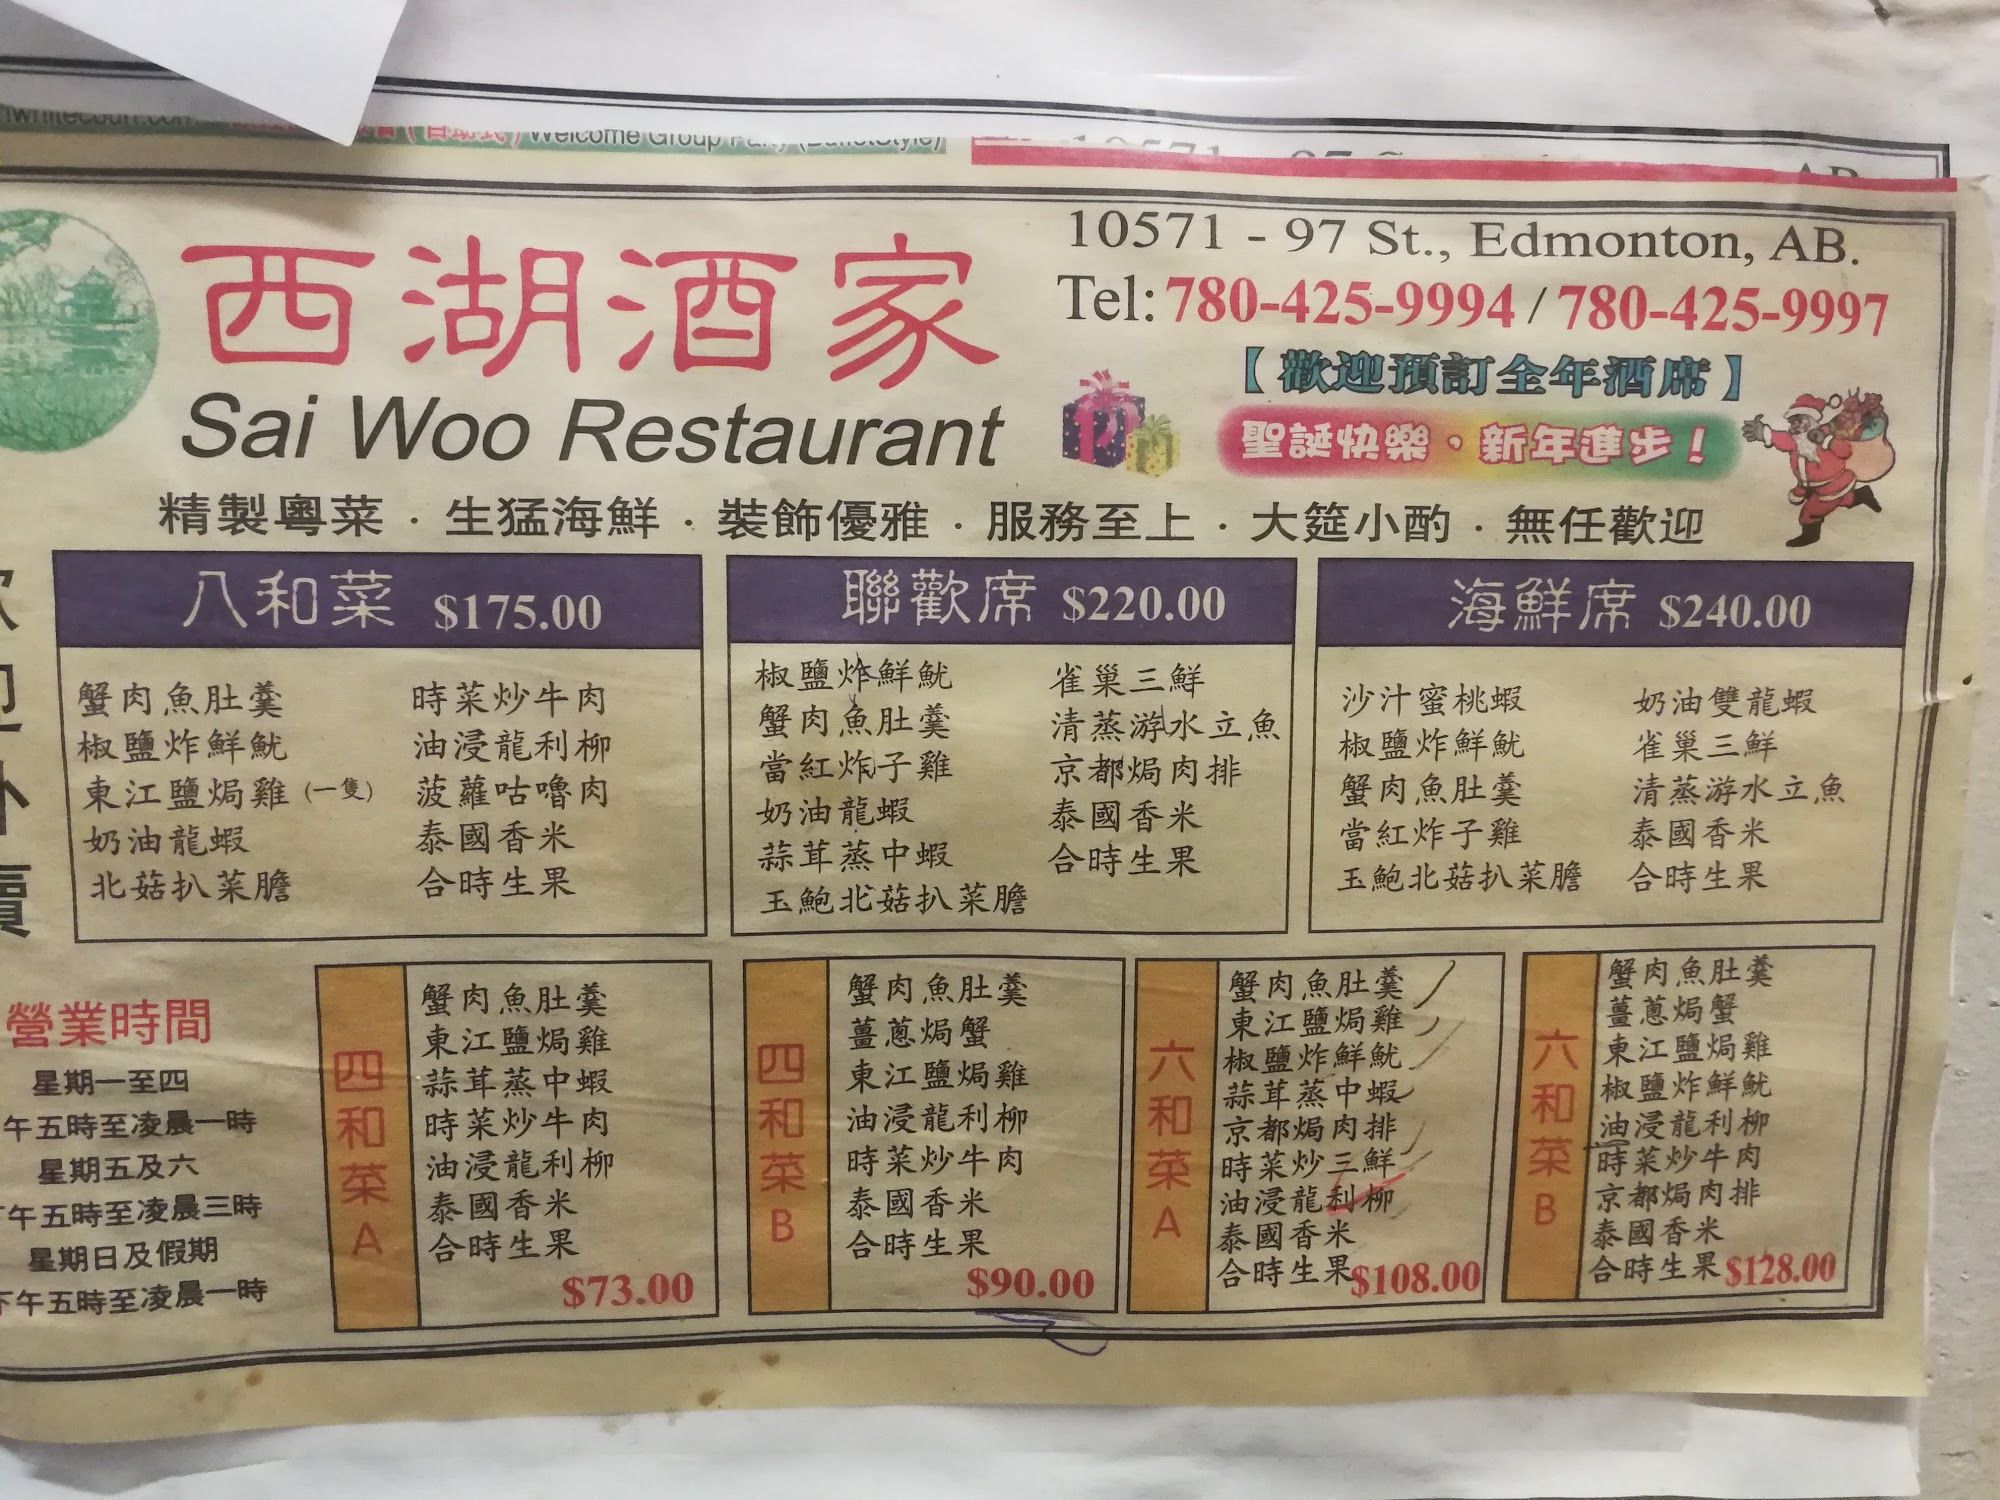 Welcome Group Party (BuffetStyle)
西湖酒家
Sai Woo Restaurant
10571 - 97 St., Edmonton, AB.
Tel: 780-425-9994 / 780-425-9997
【歡迎預訂全年酒席】
聖誕快樂・新年進步！
精製粵菜・生猛海鮮・裝飾優雅・服務至上・大筵小酌・無任歡迎
八和菜 $175.00
蟹肉魚肚羹
椒鹽炸鮮魷
東江鹽焗雞 (一隻)
奶油龍蝦
北菇扒菜膽
時菜炒牛肉
油浸龍利柳
菠蘿咕嚕肉
泰國香米
合時生果
聯歡席 $220.00
椒鹽炸鮮魷
蟹肉魚肚羹
當紅炸子雞
奶油龍蝦
蒜茸蒸中蝦
玉鮑北菇扒菜膽
雀巢三鮮
清蒸游水立魚
京都焗肉排
泰國香米
合時生果
海鮮席 $240.00
沙汁蜜桃蝦
椒鹽炸鮮魷
蟹肉魚肚羹
當紅炸子雞
玉鮑北菇扒菜膽
奶油雙龍蝦
雀巢三鮮
清蒸游水立魚
泰國香米
合時生果
營業時間
星期一至四
午五時至凌晨一時
星期五及六
午五時至凌晨三時
星期日及假期
下午五時至凌晨一時
四和菜A
蟹肉魚肚羹
東江鹽焗雞
蒜茸蒸中蝦
時菜炒牛肉
油浸龍利柳
泰國香米
合時生果
$73.00
四和菜B
蟹肉魚肚羹
薑蔥焗蟹
東江鹽焗雞
油浸龍利柳
時菜炒牛肉
泰國香米
合時生果
$90.00
六和菜A
蟹肉魚肚羹
東江鹽焗雞
椒鹽炸鮮魷
蒜茸蒸中蝦
京都焗肉排
時菜炒三鮮
油浸龍利柳
泰國香米
合時生果 $108.00
六和菜B
蟹肉魚肚羹
薑蔥焗蟹
東江鹽焗雞
椒鹽炸鮮魷
油浸龍利柳
時菜炒牛肉
京都焗肉排
泰國香米
合時生果 $128.00